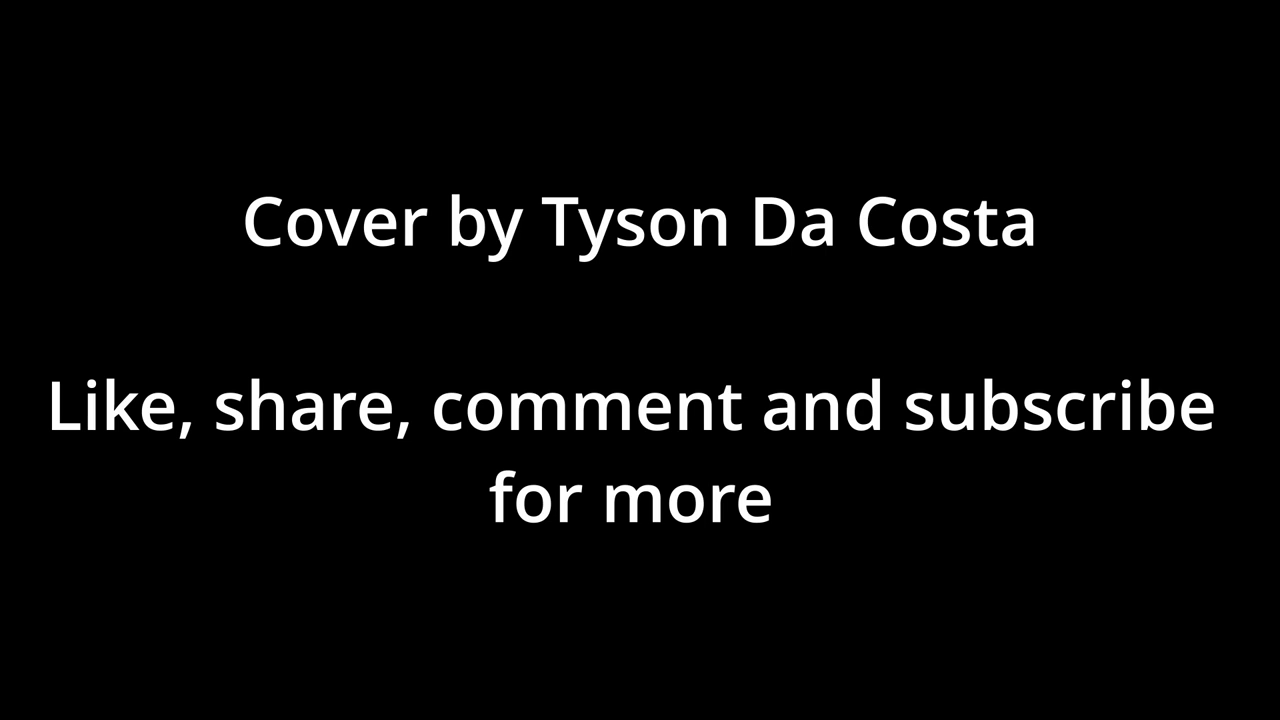 Cover by Tyson Da Costa
Like, share, comment and subscribe
for more